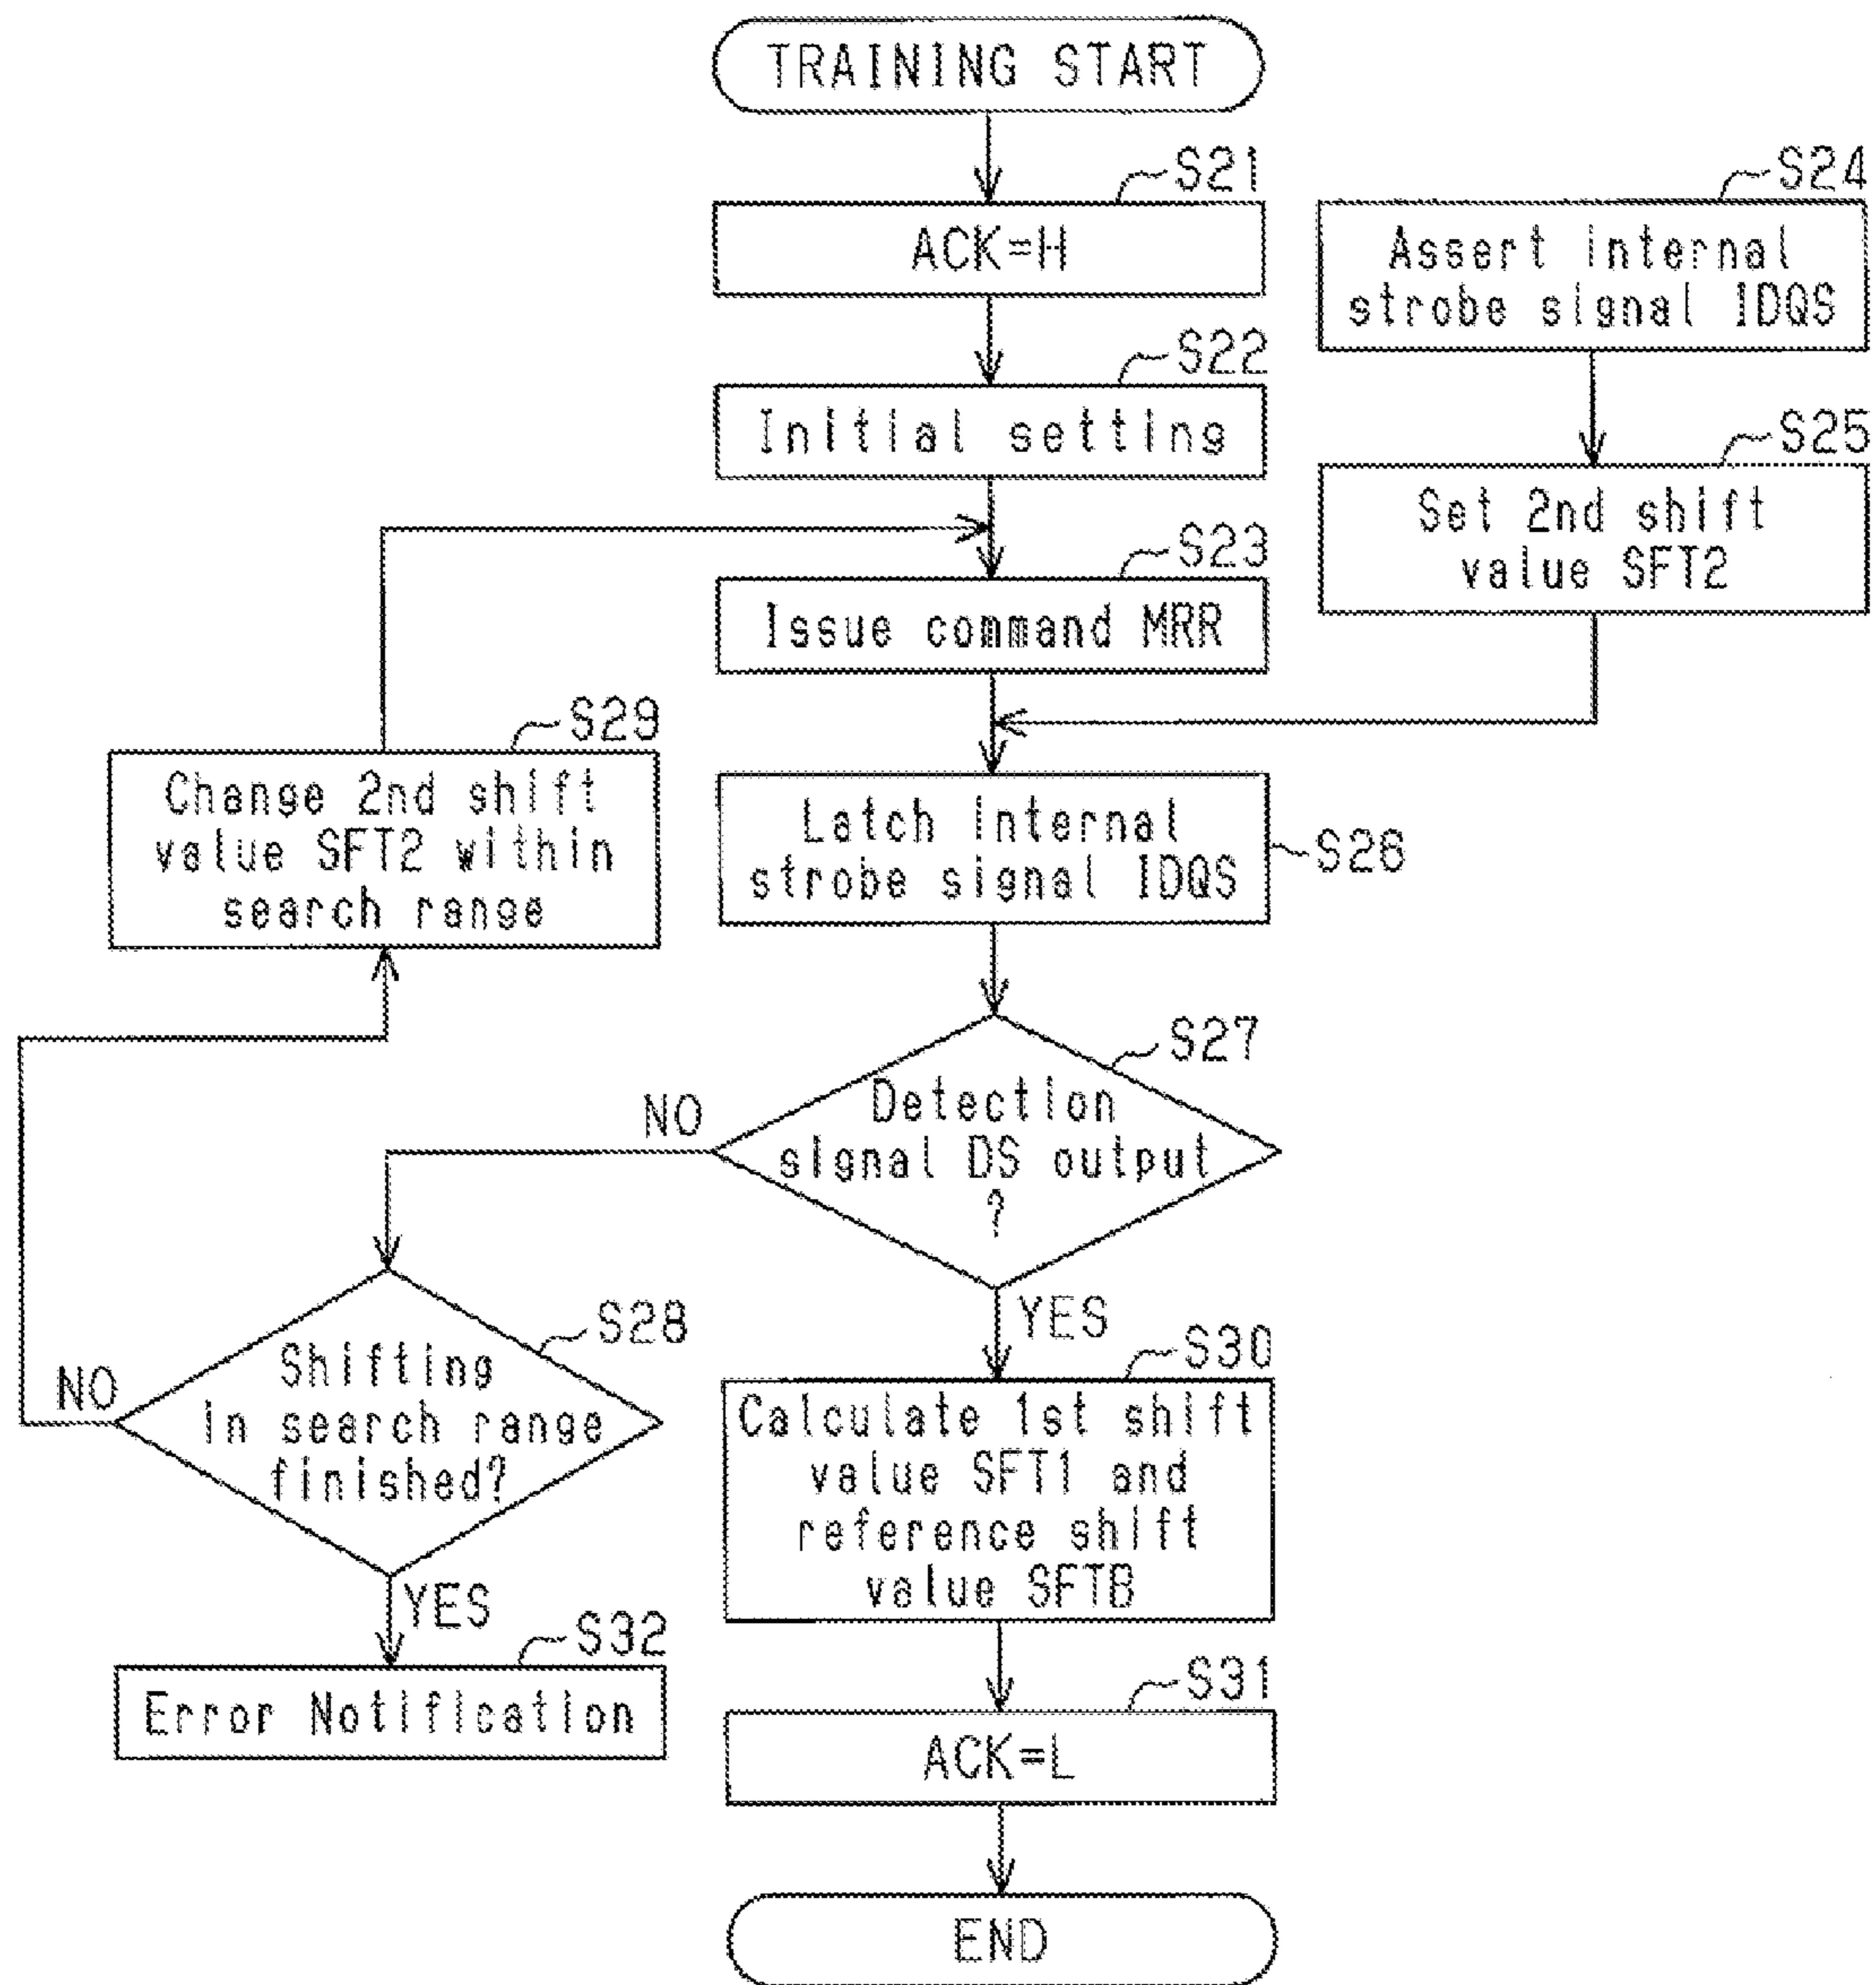 TRAINING START
S21
ACK=H
S22
Initial setting
S23
Issue command MRR
S24
Assert internal
strobe signal IDQS
S25
Set 2nd shift
value SFT2
S26
Latch internal
strobe signal IDQS
S27
Detection
signal DS output
?
NO
YES
S28
Shifting
in search range
finished?
NO
YES
S29
Change 2nd shift
value SFT2 within
search range
S30
Calculate 1st shift
value SFT1 and
reference shift
value SFTB
S32
Error Notification
S31
ACK=L
END